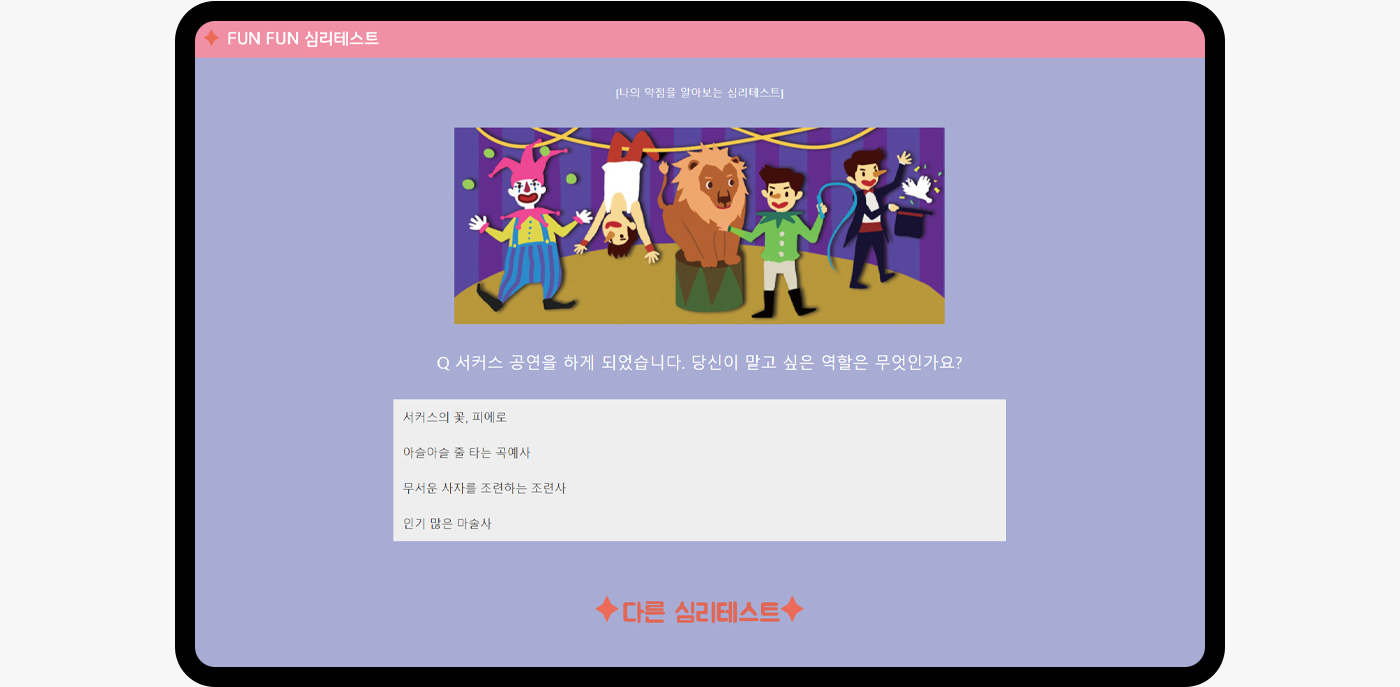 FUN FUN 심리테스트
[나의 약점을 알아보는 심리테스트]
Q 서커스 공연을 하게 되었습니다. 당신이 맡고 싶은 역할은 무엇인가요?
서커스의 꽃, 피에로
아슬아슬 줄 타는 곡예사
무서운 사자를 조련하는 조련사
인기 많은 마술사
다른 심리테스트